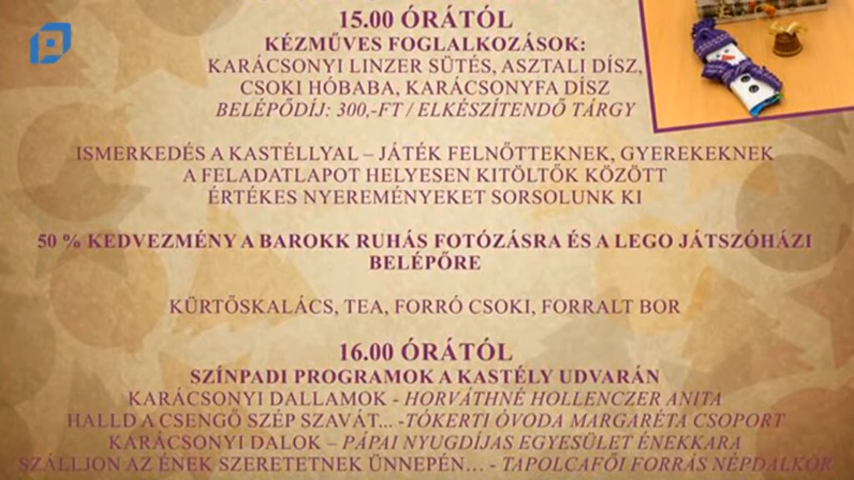 15.00 ÓRÁTÓL
KÉZMŰVES FOGLALKOZÁSOK:
KARÁCSONYI LINZER SÜTÉS, ASZTALI DÍSZ,
CSOKI HÓBABA, KARÁCSONYFA DÍSZ
BELÉPŐDÍJ: 300,-FT / ELKÉSZÍTENDŐ TÁRGY
ISMERKEDÉS A KASTÉLLYAL – JÁTÉK FELNŐTTEKNEK, GYEREKEKNEK
A FELADATLAPOT HELYESEN KITÖLTŐK KÖZÖTT
ÉRTÉKES NYEREMÉNYEKET SORSOLUNK KI
50 % KEDVEZMÉNY A BAROKK RUHÁS FOTÓZÁSRA ÉS A LEGO JÁTSZÓHÁZI
BELÉPŐRE
KÜRTŐSKALÁCS, TEA, FORRÓ CSOKI, FORRALT BOR
16.00 ÓRÁTÓL
SZÍNPADI PROGRAMOK A KASTÉLY UDVARÁN
KARÁCSONYI DALLAMOK - HORVÁTHNÉ HOLLENCZER ANITA
HALLD A CSENGŐ SZÉP SZAVÁT... -TÓKERTI ÓVODA MARGARÉTA CSOPORT
KARÁCSONYI DALOK – PÁPAI NYUGDÍJAS EGYESÜLET ÉNEKKARA
SZÁLLJON AZ ÉNEK SZERETETNEK ÜNNEPÉN… - TAPOLCAFŐI FORRÁS NÉPDALKÖR